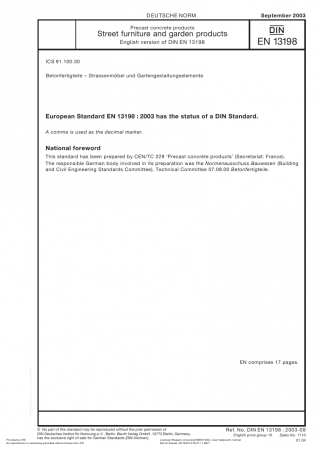 DEUTSCHE NORM
September 2003
Precast concrete products
Street furniture and garden products
English version of DIN EN 13198
DIN
EN 13198
ICS 91.100.30
Betonfertigteile – Strassenmöbel und Gartengestaltungselemente
European Standard EN 13198 : 2003 has the status of a DIN Standard.
A comma is used as the decimal marker.
National foreword
This standard has been prepared by CEN/TC 229 ‘Precast concrete products’ (Secretariat: France).
The responsible German body involved in its preparation was the Normenausschuss Bauwesen (Building
and Civil Engineering Standards Committee), Technical Committee 07.08.00 Betonfertigteile.
EN comprises 17 pages.
© No part of this standard may be reproduced without the prior permission of
DIN Deutsches Institut für Normung e.V., Berlin. Beuth Verlag GmbH, 10772 Berlin, Germany,
has the exclusive right of sale for German Standards (DIN-Normen).
Ref. No. DIN EN 13198 : 2003-09
English price group 10 Sales No. 1110
01.04